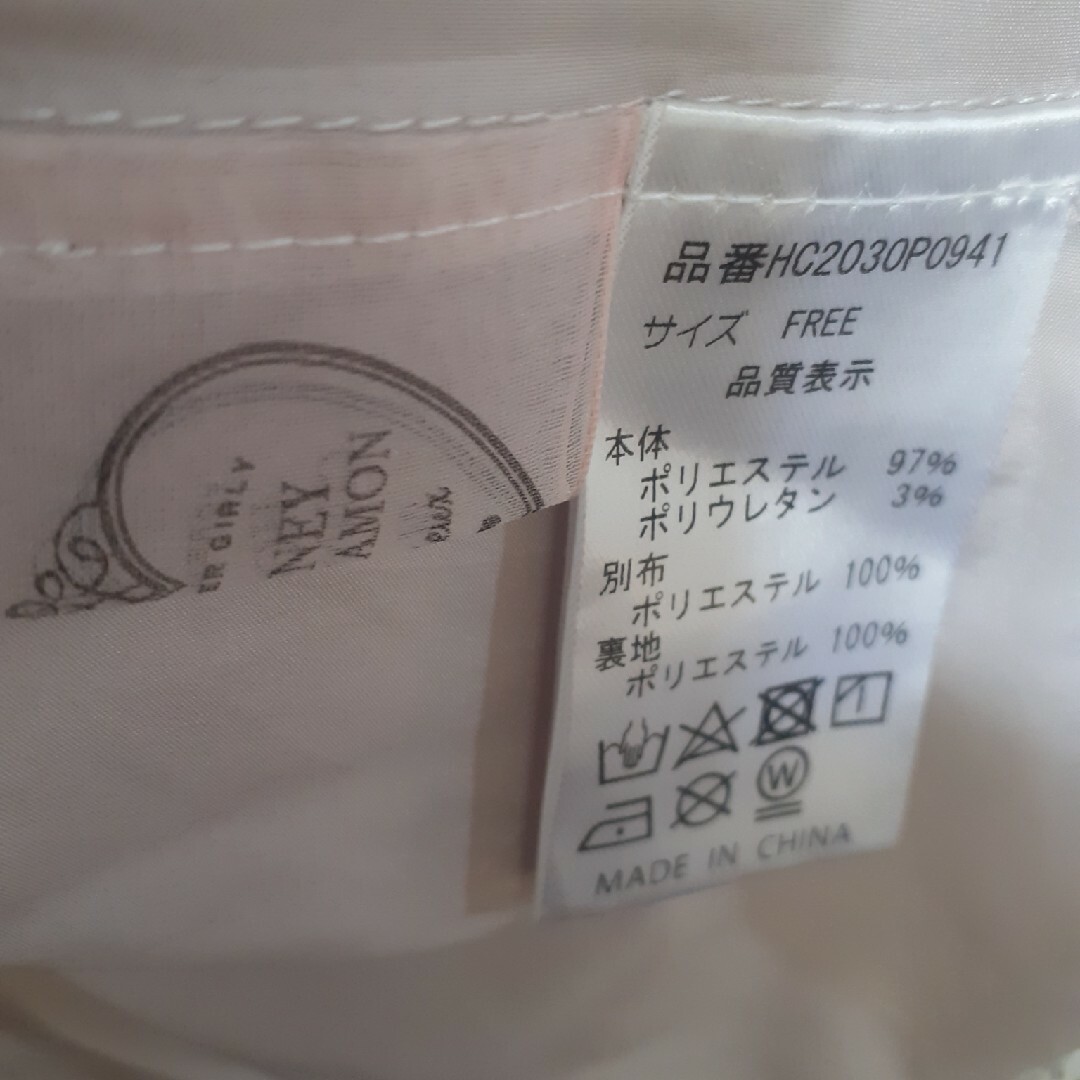 ER GIRLY
NEY
AMON
品番HC2030P0941
サイズ FREE
品質表示
本体
ポリエステル 97%
ポリウレタン 3%
別布
ポリエステル 100%
裏地
ポリエステル 100%
W
MADE IN CHINA